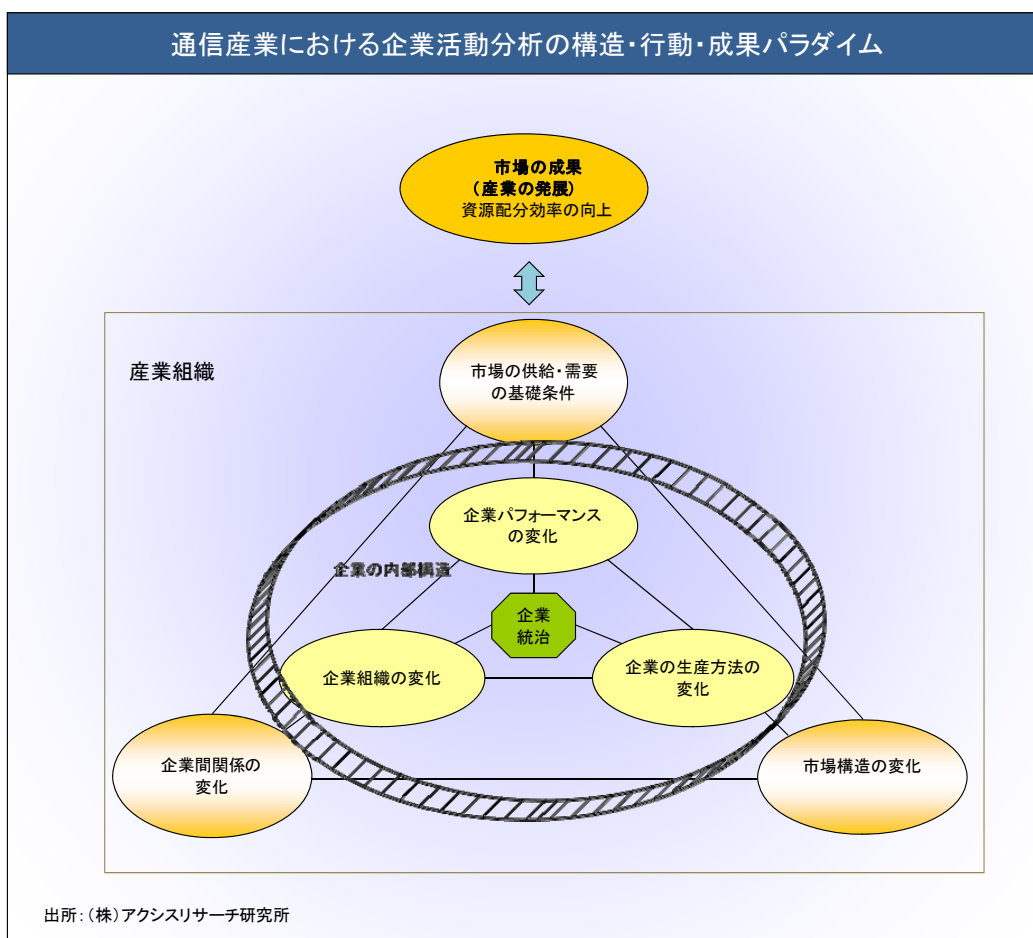 通信産業における企業活動分析の構造・行動・成果パラダイム
市場の成果
(産業の発展)
資源配分効率の向上
産業組織
市場の供給・需要
の基礎条件
企業パフォーマンス
の変化
企業の内部構造
企業
統治
企業組織の変化
企業の生産方法の
変化
企業間関係の
変化
市場構造の変化
出所:(株)アクシスリサーチ研究所